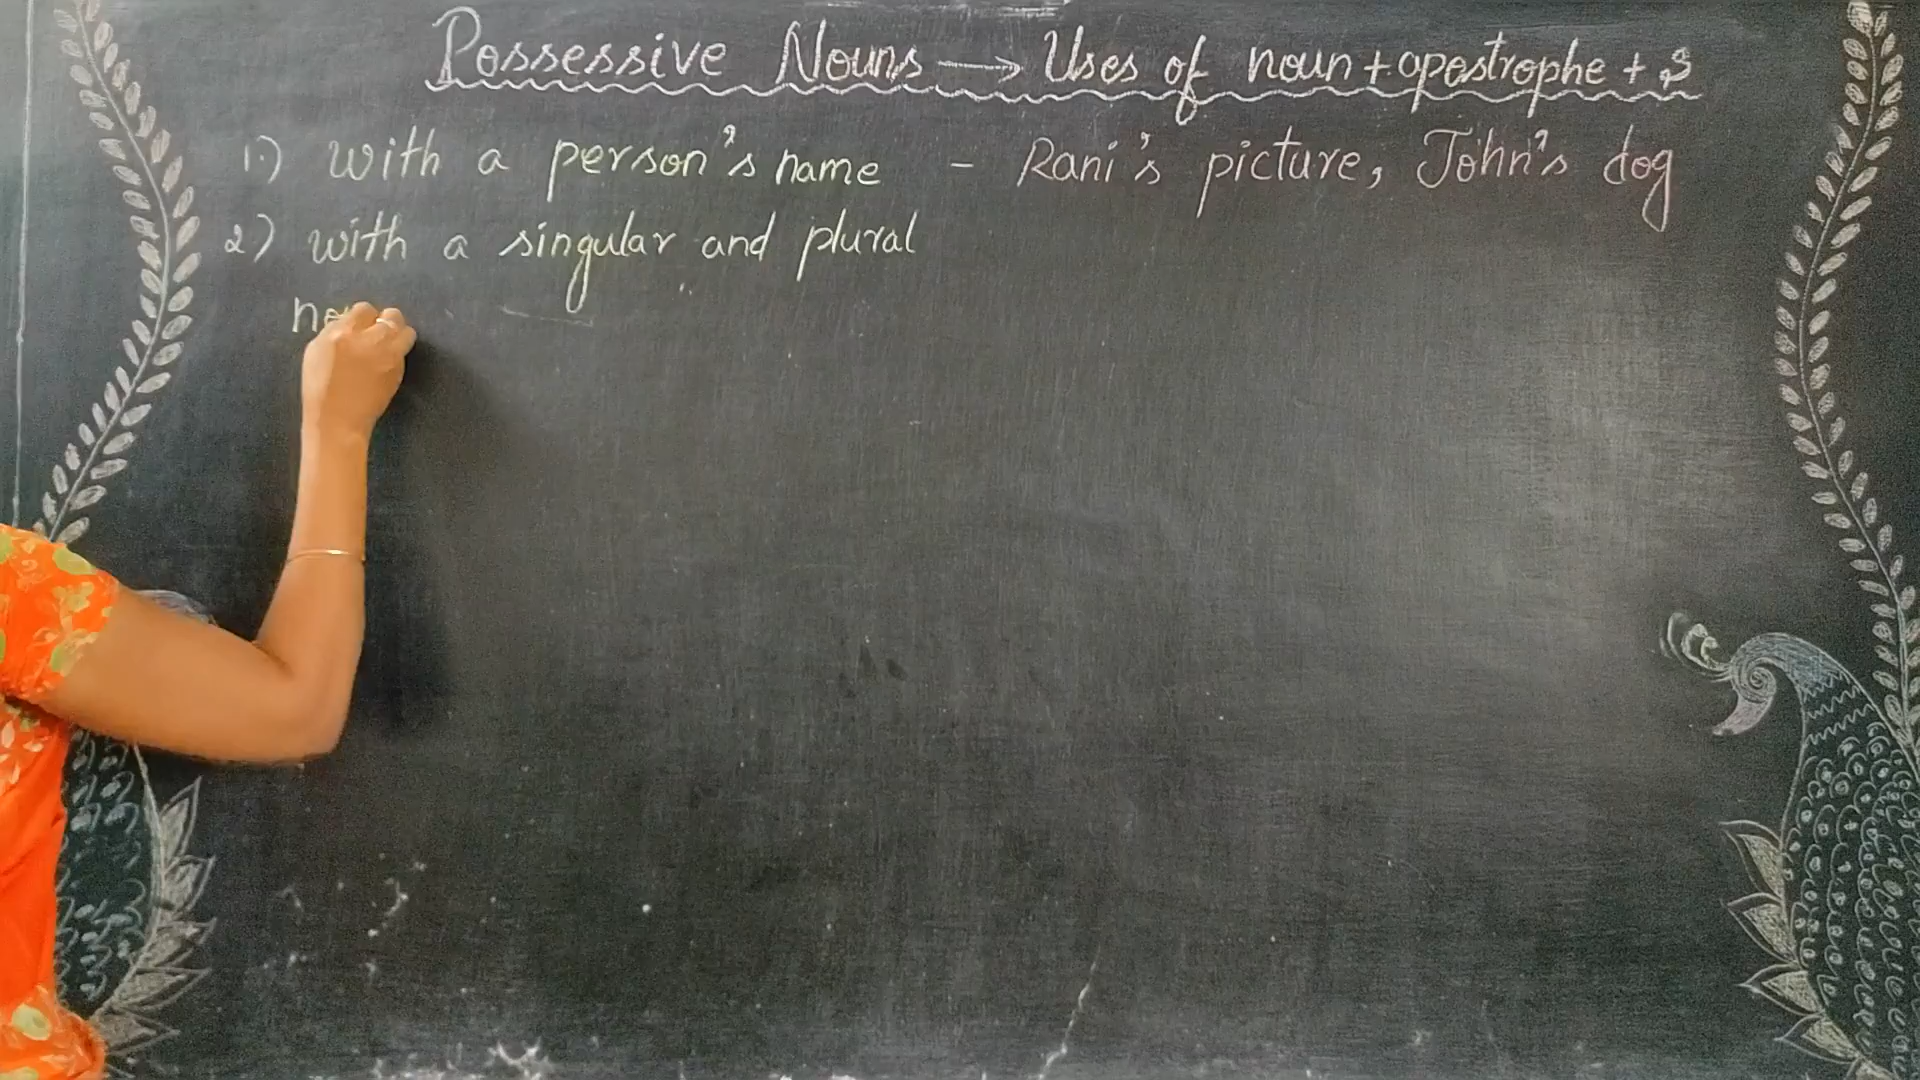 Possessive Nouns → Uses of noun + apostrophe + s
1.) with a person's name - Rani's picture, John's dog
2) with a singular and plural